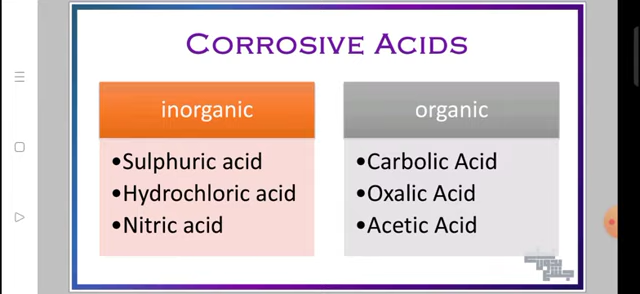 CORROSIVE ACIDS
inorganic
•Sulphuric acid
•Hydrochloric acid
•Nitric acid
organic
•Carbolic Acid
•Oxalic Acid
•Acetic Acid